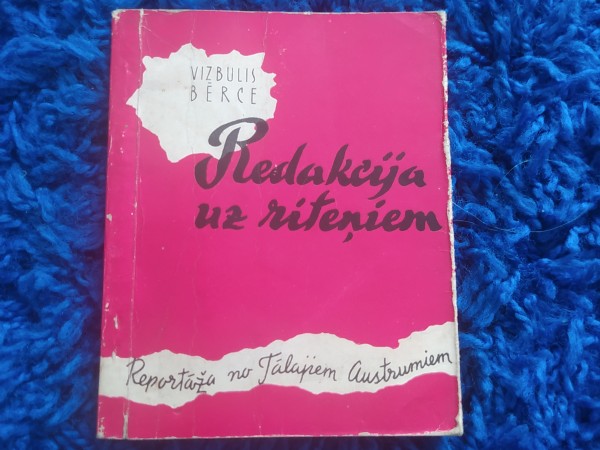 VIZBULIS
BĒRCE
Redakcija
uz riteņiem
Reportāža no Tālajiem Austrumiem